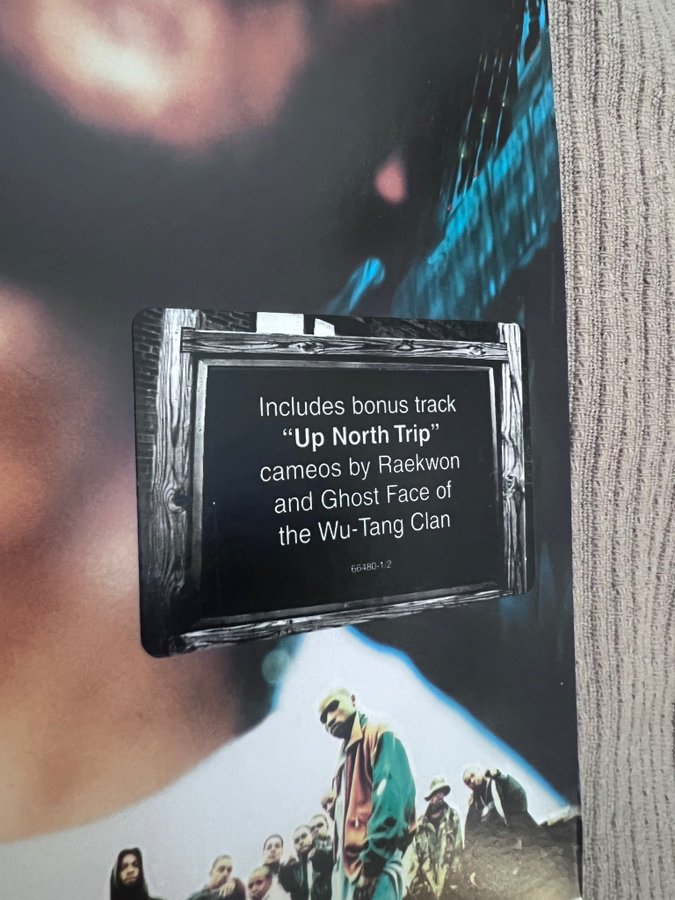 Includes bonus track
“Up North Trip”
cameos by Raekwon
and Ghost Face of
the Wu-Tang Clan
66480-1/2